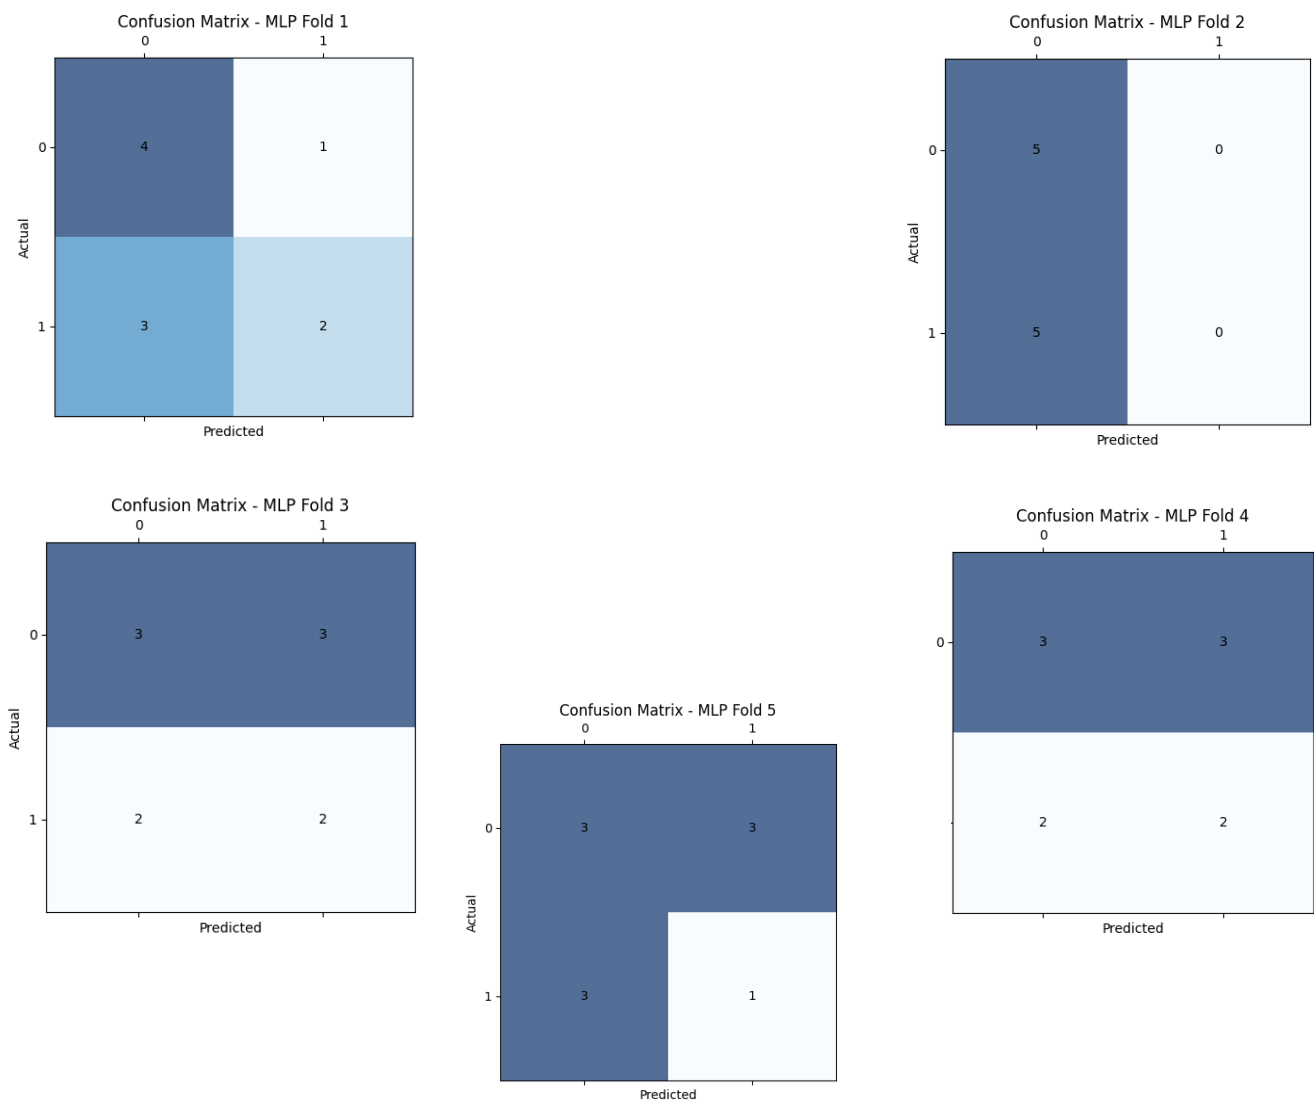 Confusion Matrix - MLP Fold 1
0 1
0 4 1
Actual
1 3 2
Predicted
Confusion Matrix - MLP Fold 2
0 1
0 5 0
Actual
1 5 0
Predicted
Confusion Matrix - MLP Fold 3
0 1
0 3 3
Actual
1 2 2
Predicted
Confusion Matrix - MLP Fold 4
0 1
0 3 3
2 2
Predicted
Confusion Matrix - MLP Fold 5
0 1
0 3 3
Actual
1 3 1
Predicted